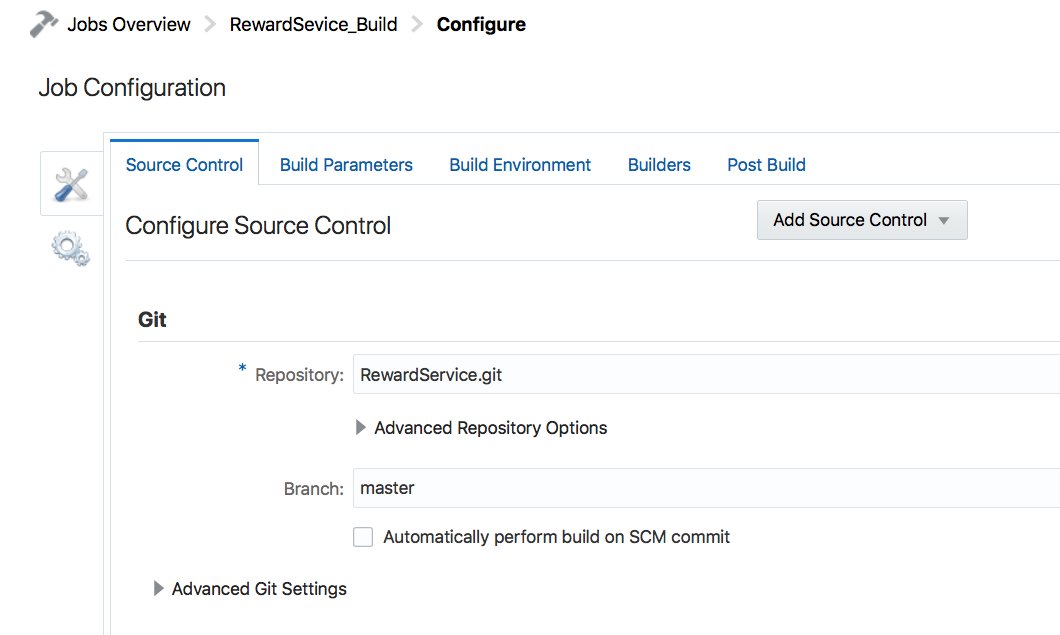 Jobs Overview RewardSevice_Build Configure
Job Configuration
Source Control Build Parameters Build Environment Builders Post Build
Configure Source Control Add Source Control
Git
* Repository: RewardService.git
Advanced Repository Options
Branch: master
Automatically perform build on SCM commit
Advanced Git Settings